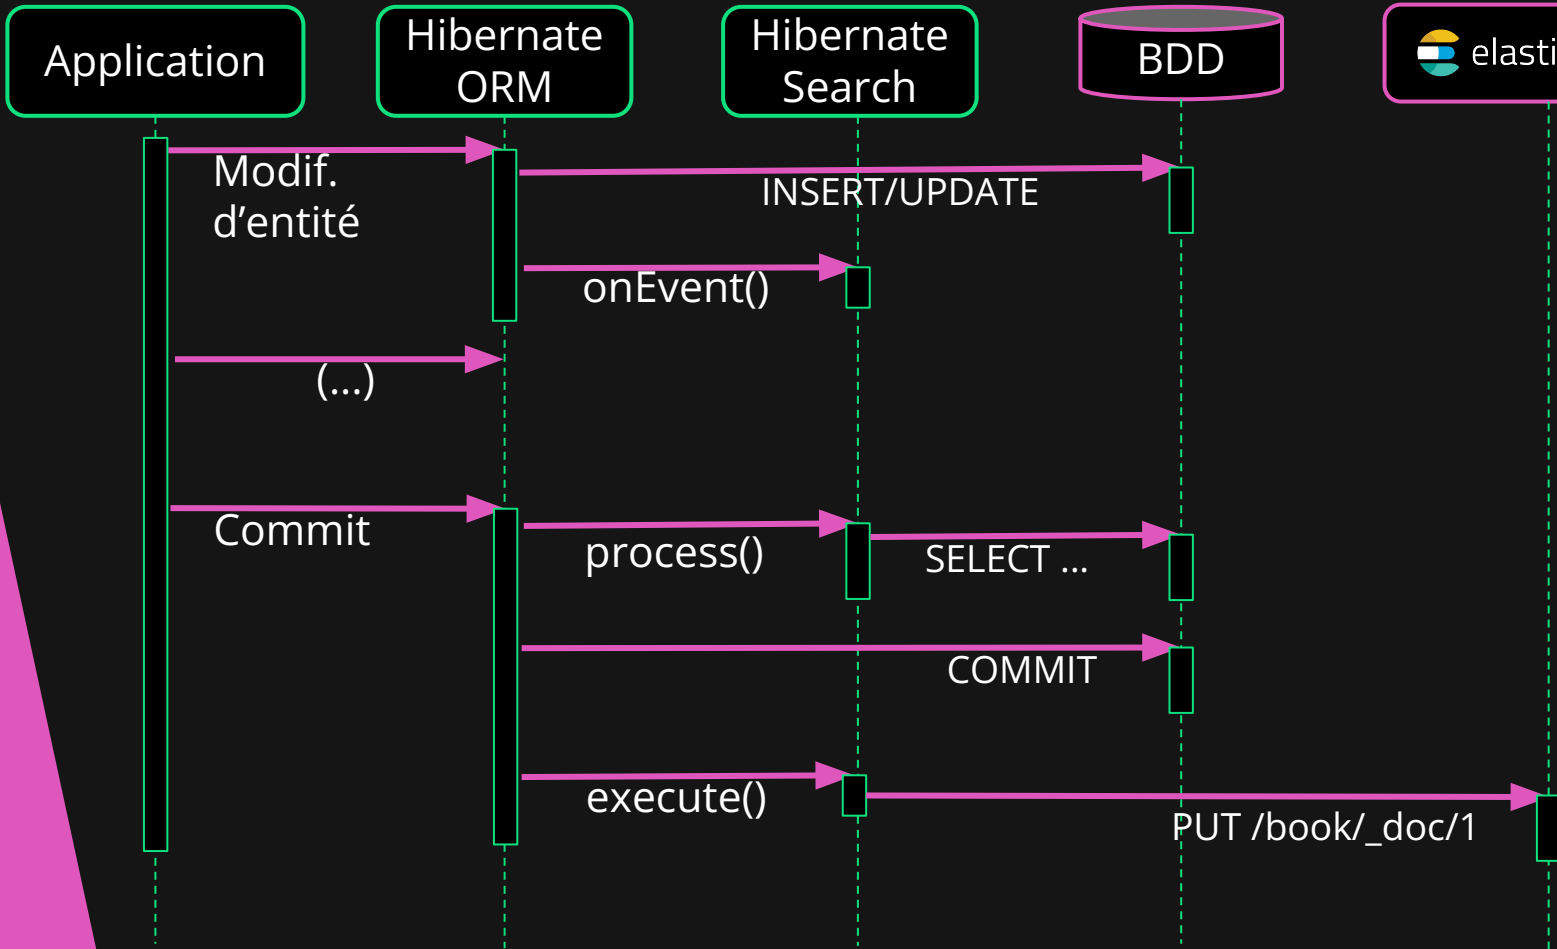 Application
Hibernate
ORM
Hibernate
Search
BDD
elasti
Modif.
d’entité
INSERT/UPDATE
onEvent()
(...)
Commit
process()
SELECT ...
COMMIT
execute()
PUT /book/_doc/1